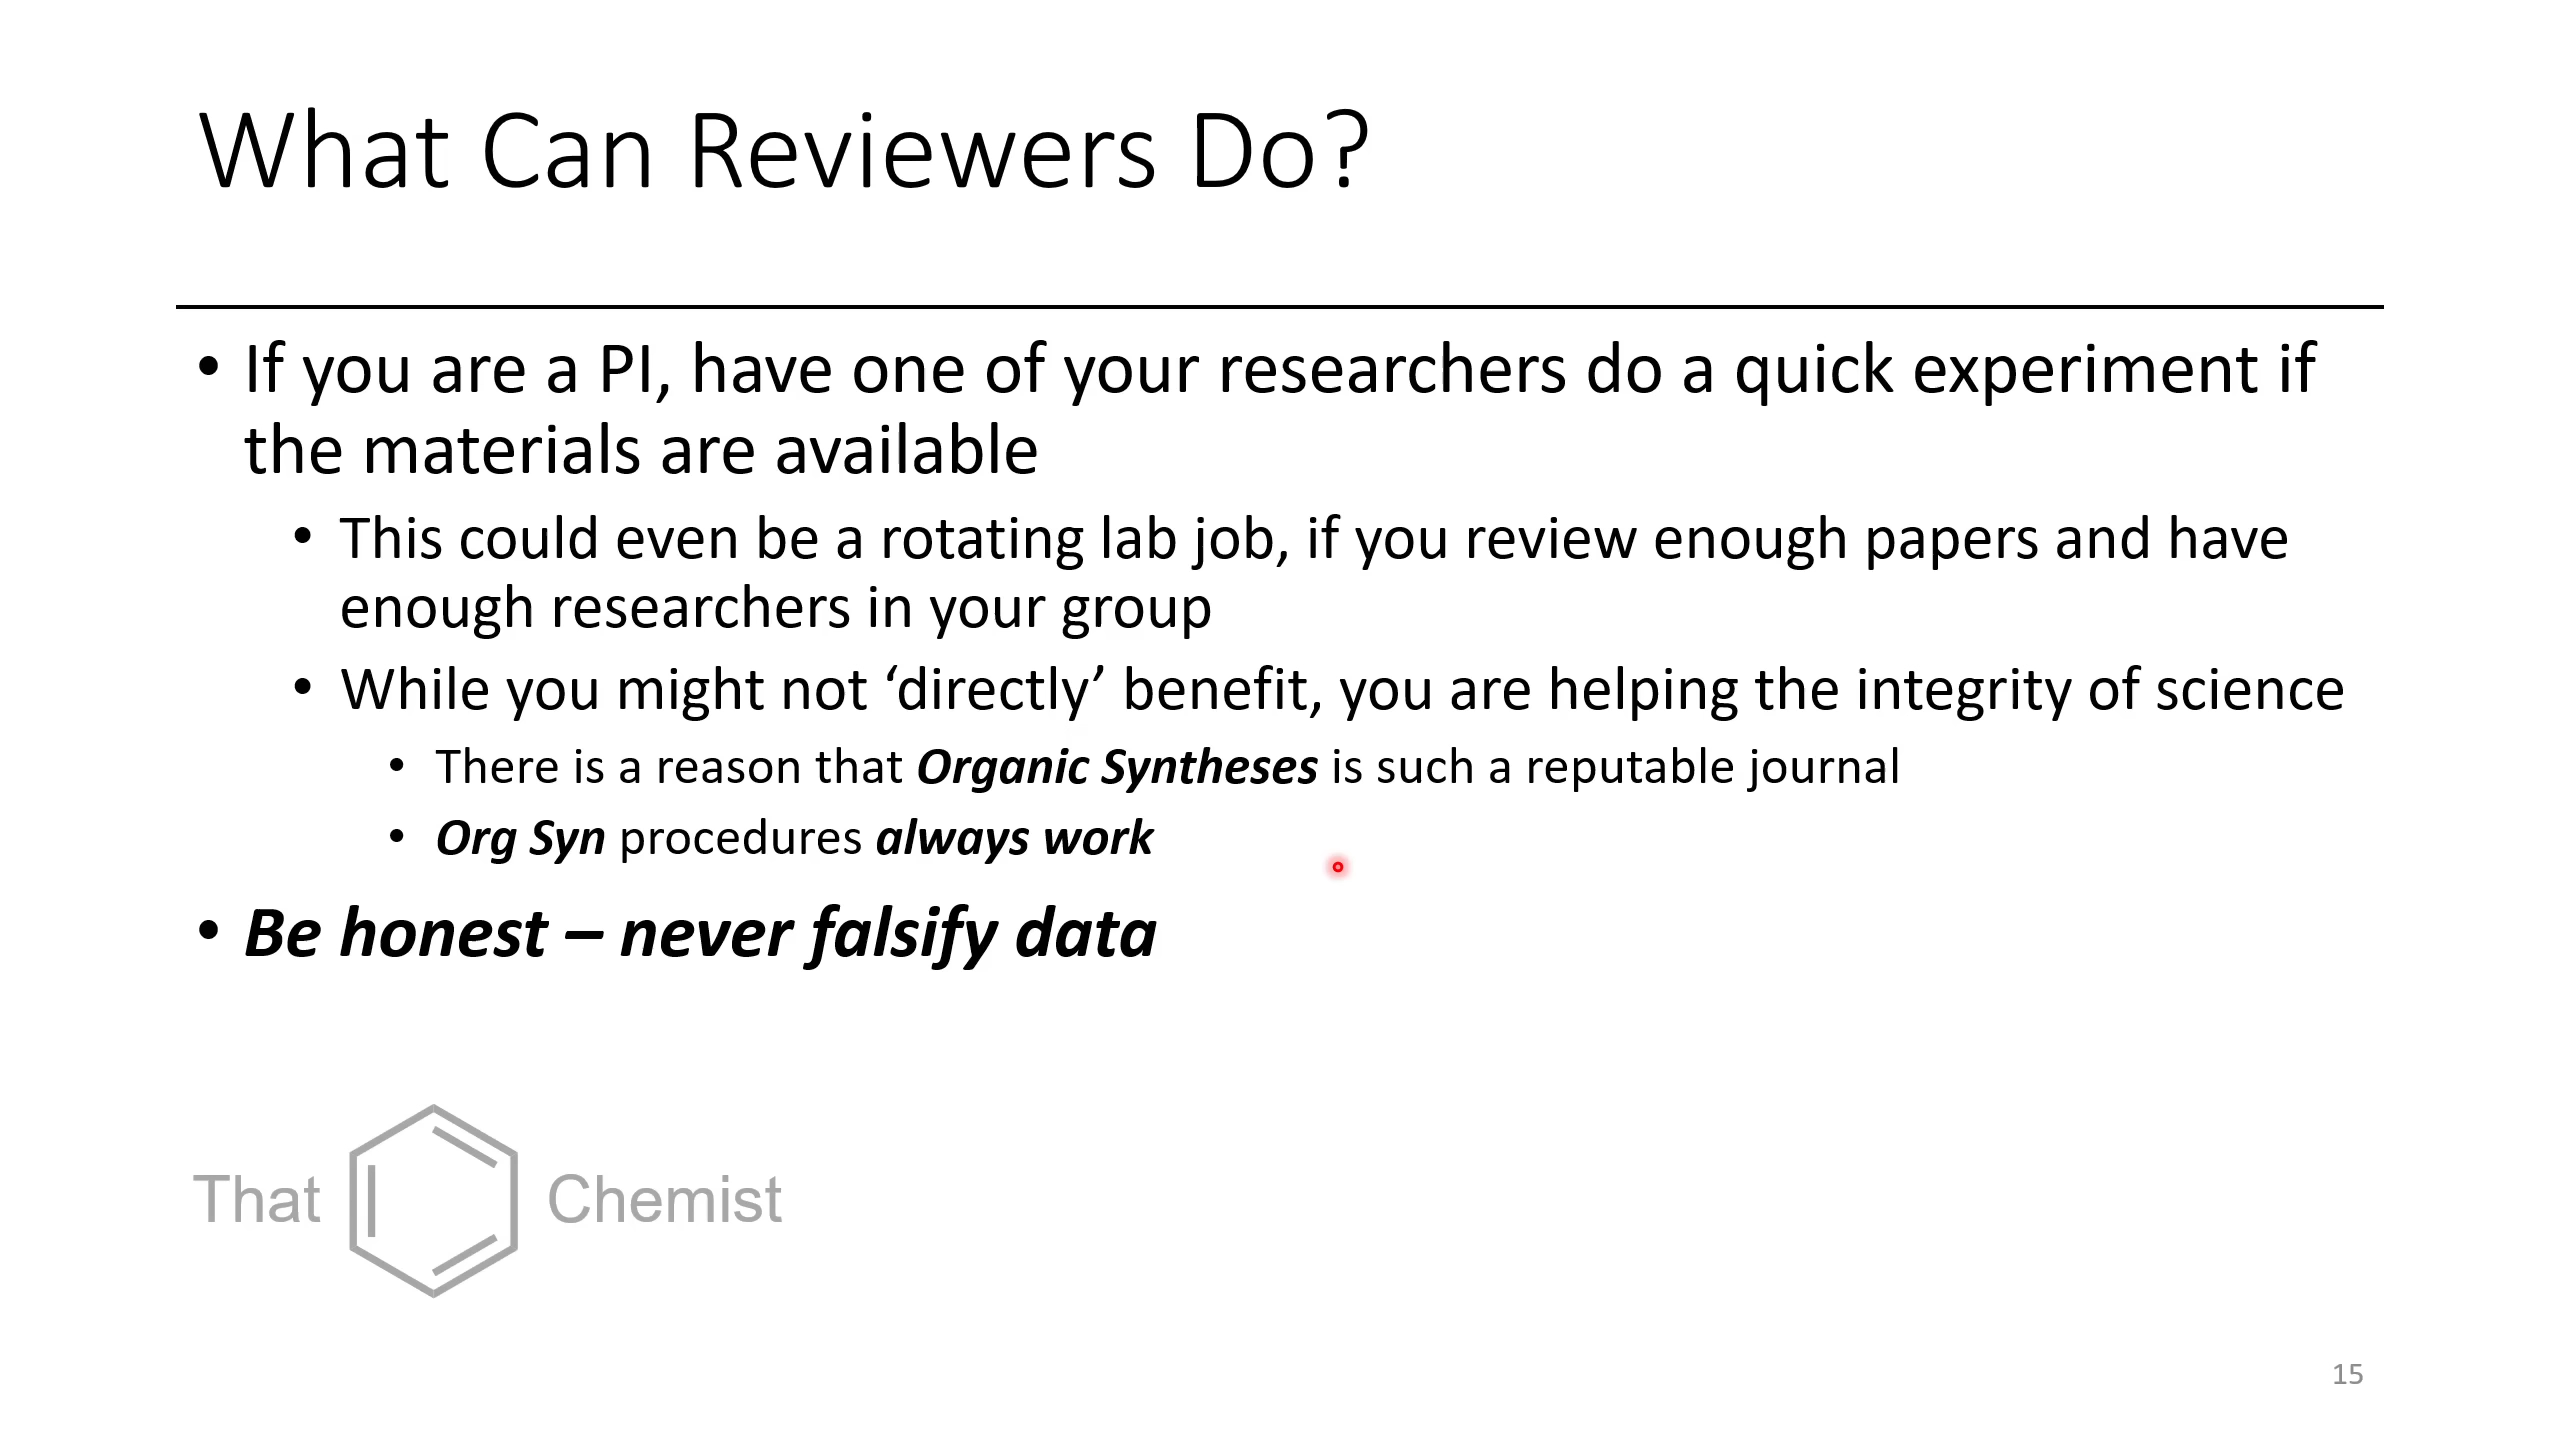 What Can Reviewers Do?
• If you are a PI, have one of your researchers do a quick experiment if
the materials are available
• This could even be a rotating lab job, if you review enough papers and have
enough researchers in your group
• While you might not ‘directly’ benefit, you are helping the integrity of science
• There is a reason that Organic Syntheses is such a reputable journal
• Org Syn procedures always work
• Be honest – never falsify data
That Chemist
15